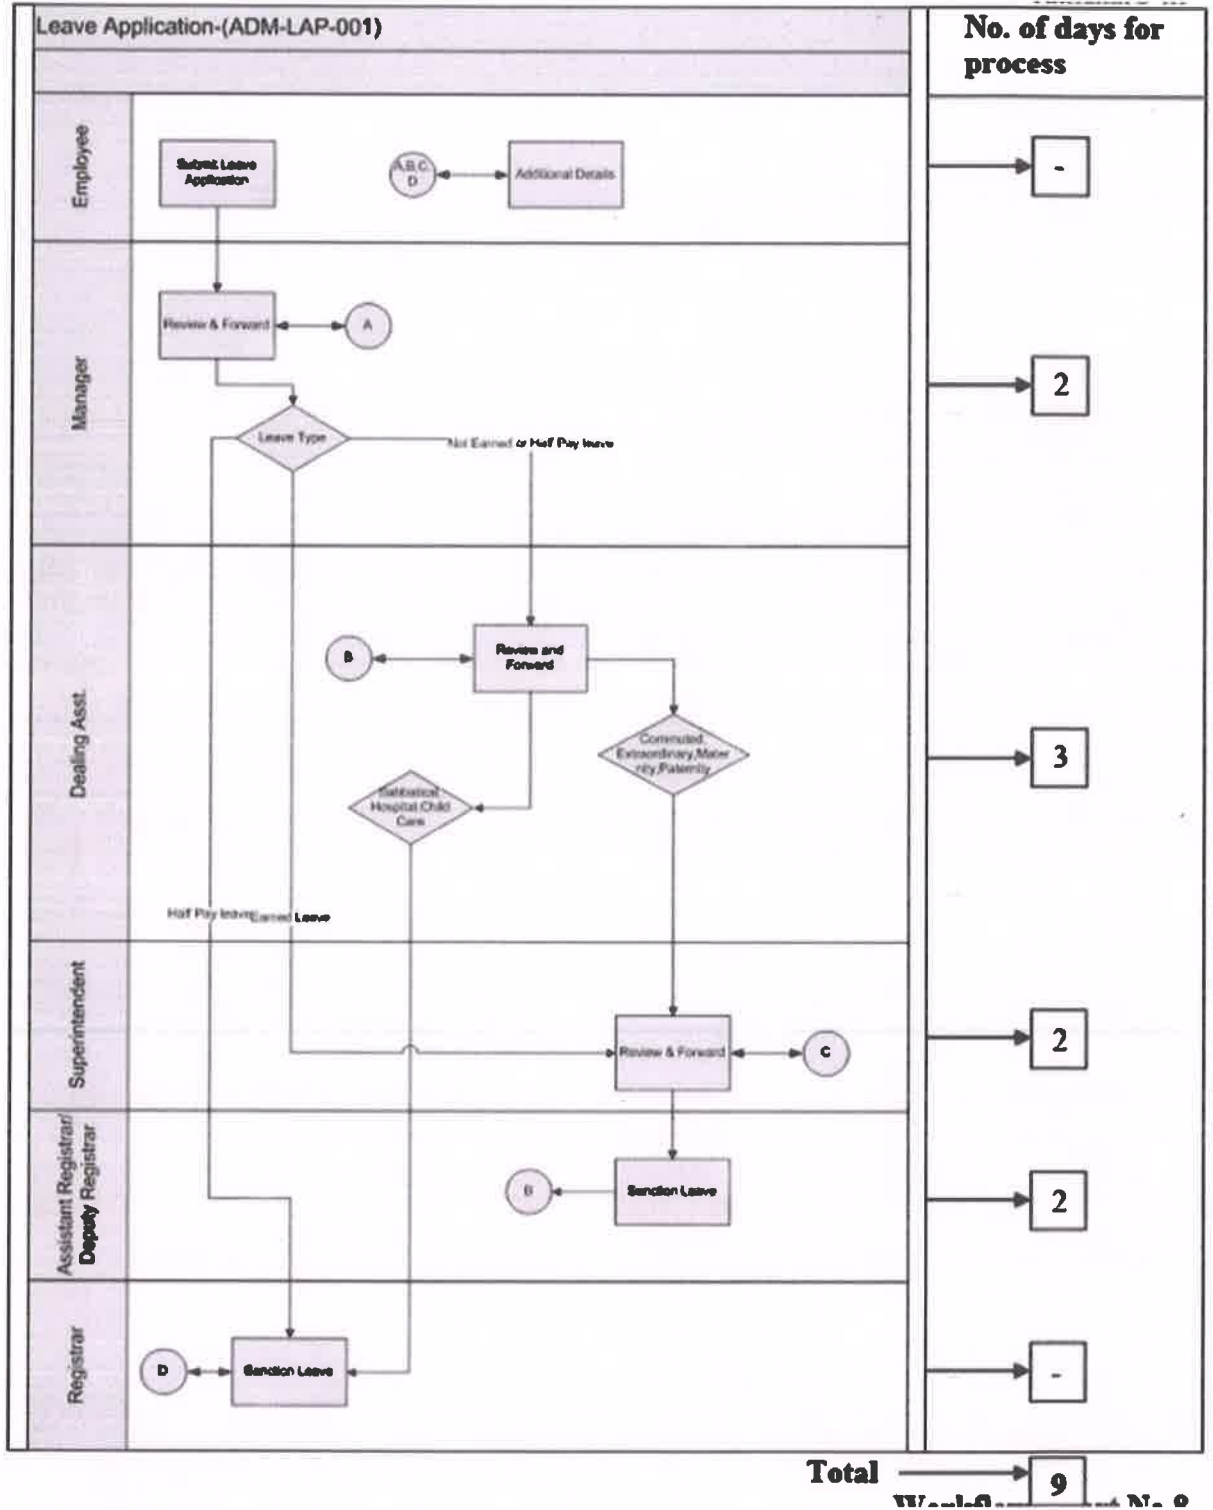 Leave Application-(ADM-LAP-001)
No. of days for
process
Employee
Submit Leave
Application
A,B,C,
D
Additional Details
-
Manager
Review & Forward
A
2
Leave Type
Not Earned or Half Pay leave
Dealing Asst.
B
Review and
Forward
Commuted,
Extraordinary,Mater
nity,Paternity
3
Sabbatical,
Hospital,Child
Care
Half Pay leave
Earned Leave
Superintendent
Review & Forward
C
2
Assistant Registrar/
Deputy Registrar
B
Sanction Leave
2
Registrar
D
Sanction Leave
-
Total
9